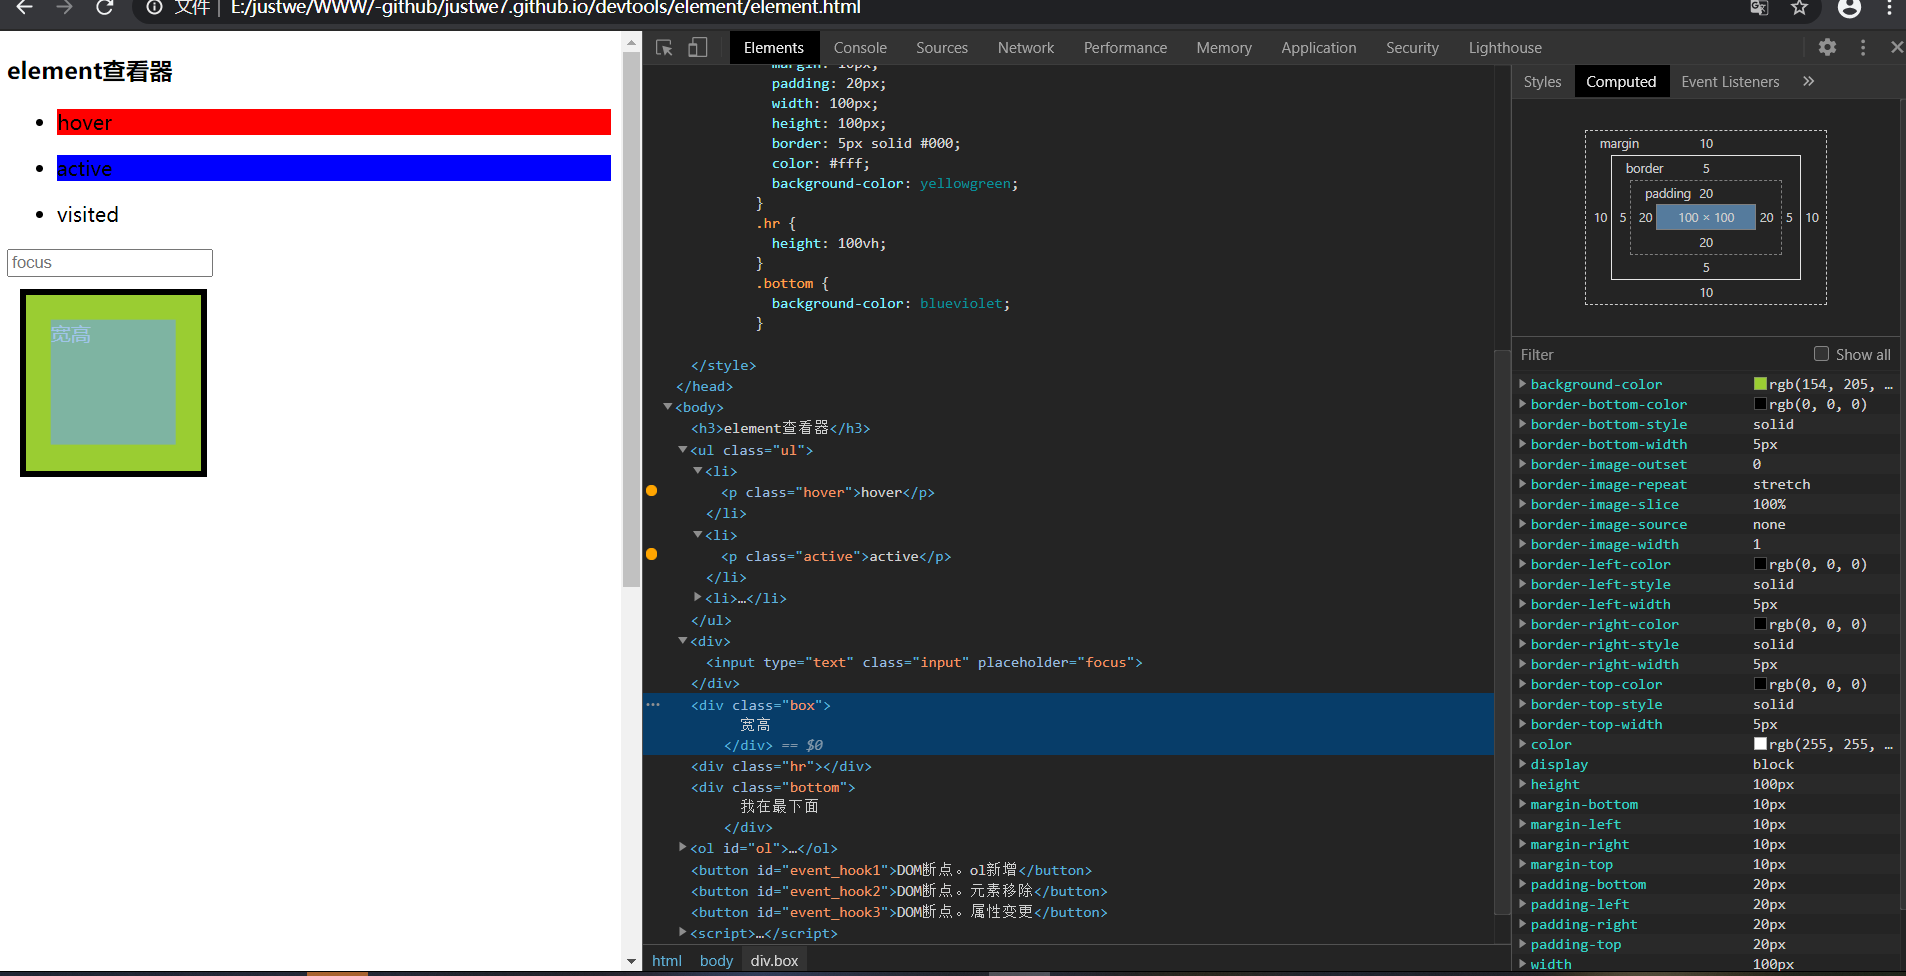 文件 | E:/justwe/WWW/-github/justwe7.github.io/devtools/element/element.html
element查看器
hover
active
visited
focus
宽高
Elements Console Sources Network Performance Memory Application Security Lighthouse
margin: 10px;
padding: 20px;
width: 100px;
height: 100px;
border: 5px solid #000;
color: #fff;
background-color: yellowgreen;
}
.hr {
height: 100vh;
}
.bottom {
background-color: blueviolet;
}
</style>
</head>
<body>
<h3>element查看器</h3>
<ul class="ul">
<li>
<p class="hover">hover</p>
</li>
<li>
<p class="active">active</p>
</li>
<li>…</li>
</ul>
<div>
<input type="text" class="input" placeholder="focus">
</div>
<div class="box">
宽高
</div> == $0
<div class="hr"></div>
<div class="bottom">
我在最下面
</div>
<ol id="ol">…</ol>
<button id="event_hook1">DOM断点。ol新增</button>
<button id="event_hook2">DOM断点。元素移除</button>
<button id="event_hook3">DOM断点。属性变更</button>
<script>…</script>
html body div.box
Styles Computed Event Listeners »
margin 10
border 5
padding 20
10 5 20 100 × 100 20 5 10
20
5
10
Filter Show all
background-color rgb(154, 205, …
border-bottom-color rgb(0, 0, 0)
border-bottom-style solid
border-bottom-width 5px
border-image-outset 0
border-image-repeat stretch
border-image-slice 100%
border-image-source none
border-image-width 1
border-left-color rgb(0, 0, 0)
border-left-style solid
border-left-width 5px
border-right-color rgb(0, 0, 0)
border-right-style solid
border-right-width 5px
border-top-color rgb(0, 0, 0)
border-top-style solid
border-top-width 5px
color rgb(255, 255, …
display block
height 100px
margin-bottom 10px
margin-left 10px
margin-right 10px
margin-top 10px
padding-bottom 20px
padding-left 20px
padding-right 20px
padding-top 20px
width 100px